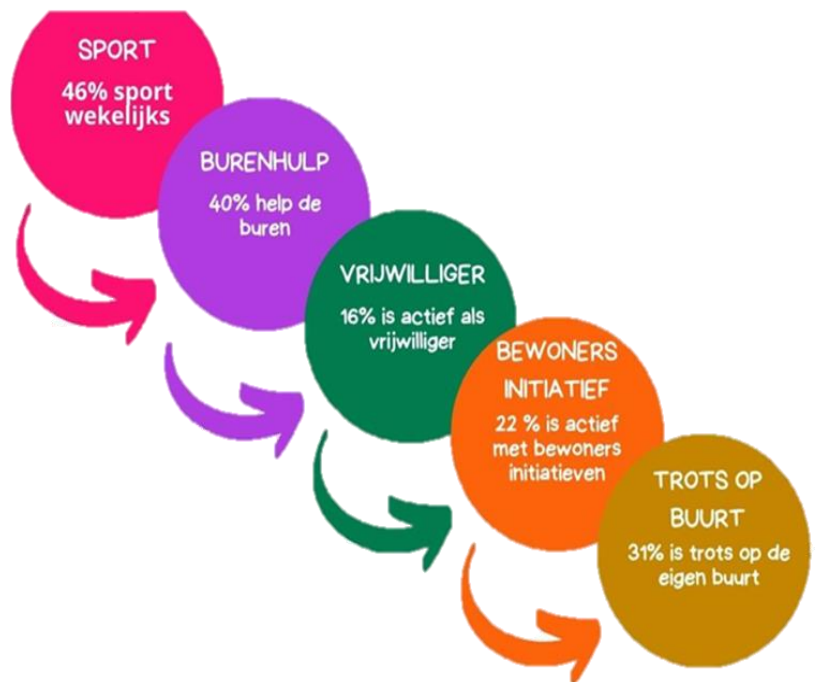 SPORT
46% sport
wekelijks
BURENHULP
40% help de
buren
VRIJWILLIGER
16% is actief als
vrijwilliger
BEWONERS
INITIATIEF
22 % is actief
met bewoners
initiatieven
TROTS OP
BUURT
31% is trots op de
eigen buurt